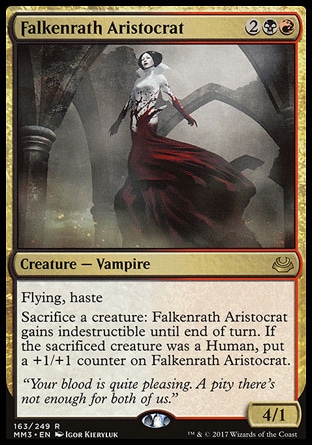 Falkenrath Aristocrat 2
Creature — Vampire
Flying, haste
Sacrifice a creature: Falkenrath Aristocrat
gains indestructible until end of turn. If
the sacrificed creature was a Human, put
a +1/+1 counter on Falkenrath Aristocrat.
“Your blood is quite pleasing. A pity there’s
not enough for both of us.”
4/1
163/249 R
MM3 • EN Igor Kieryluk
™ & © 2017 Wizards of the Coast